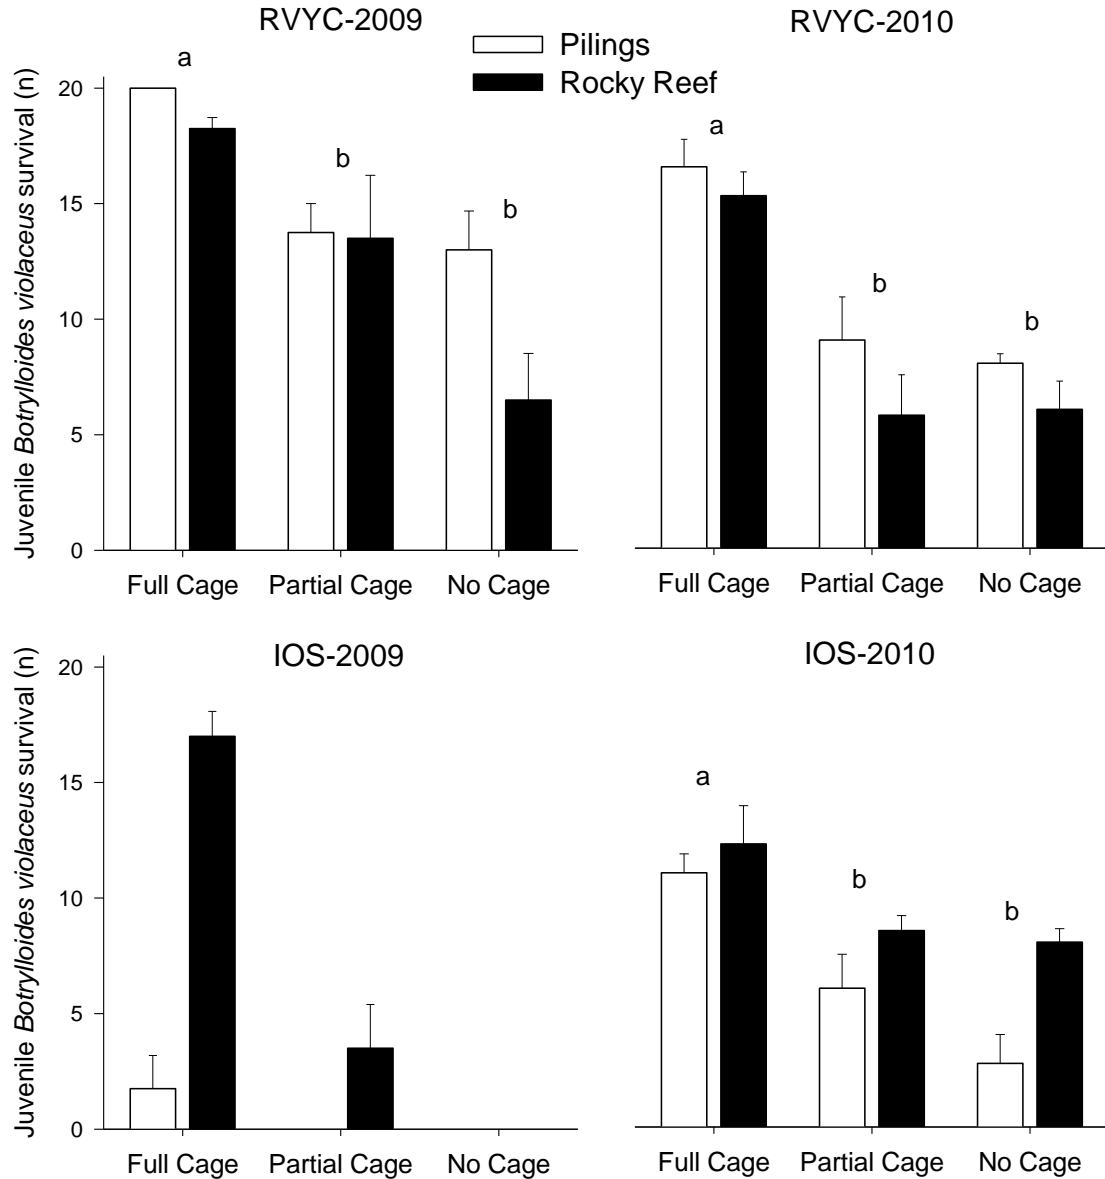 RVYC-2009
RVYC-2010
Pilings
Rocky Reef
Juvenile Botrylloides violaceus survival (n)
20
15
10
5
0
a
b
b
a
b
b
Full Cage Partial Cage No Cage
Full Cage Partial Cage No Cage
IOS-2009
IOS-2010
Juvenile Botrylloides violaceus survival (n)
20
15
10
5
0
a
b
b
Full Cage Partial Cage No Cage
Full Cage Partial Cage No Cage